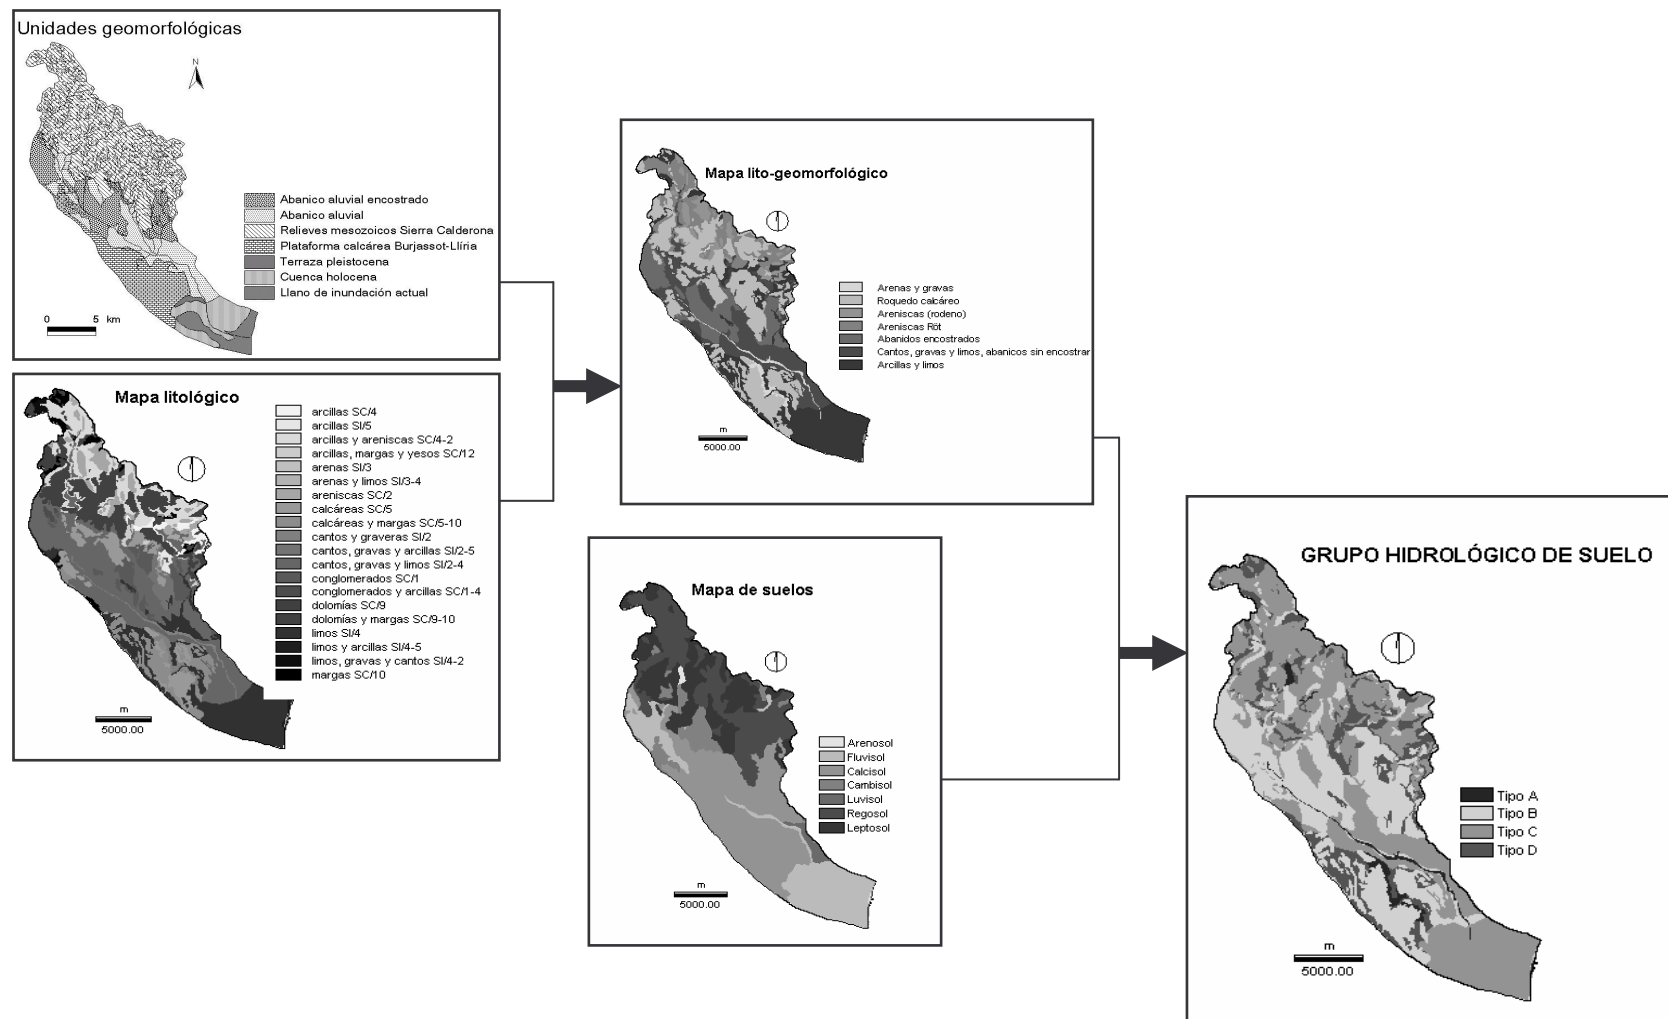 Unidades geomorfológicas
N
Abanico aluvial encostrado
Abanico aluvial
Relieves mesozoicos Sierra Calderona
Plataforma calcárea Burjassot-Llíria
Terraza pleistocena
Cuenca holocena
Llano de inundación actual
0 5 km
Mapa litológico
arcillas SC/4
arcillas SI/5
arcillas y areniscas SC/4-2
arcillas, margas y yesos SC/12
arenas SI/3
arenas y limos SI/3-4
areniscas SC/2
calcáreas SC/5
calcáreas y margas SC/5-10
cantos y graveras SI/2
cantos, gravas y arcillas SI/2-5
cantos, gravas y limos SI/2-4
conglomerados SC/1
conglomerados y arcillas SC/1-4
dolomías SC/9
dolomías y margas SC/9-10
limos SI/4
limos y arcillas SI/4-5
limos, gravas y cantos SI/4-2
margas SC/10
m
5000.00
Mapa lito-geomorfológico
Arenas y gravas
Roquedo calcáreo
Areniscas (rodeno)
Areniscas Röt
Abanidos encostrados
Cantos, gravas y limos, abanicos sin encostrar
Arcillas y limos
m
5000.00
Mapa de suelos
Arenosol
Fluvisol
Calcisol
Cambisol
Luvisol
Regosol
Leptosol
m
5000.00
GRUPO HIDROLÓGICO DE SUELO
Tipo A
Tipo B
Tipo C
Tipo D
m
5000.00